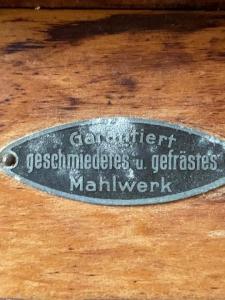 Garantiert
geschmiedetes u. gefrästes
Mahlwerk